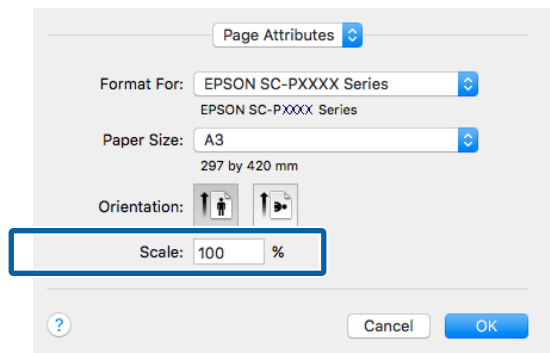 Page Attributes
Format For: EPSON SC-PXXXX Series
EPSON SC-PXXXX Series
Paper Size: A3
297 by 420 mm
Orientation:
Scale: 100 %
? Cancel OK